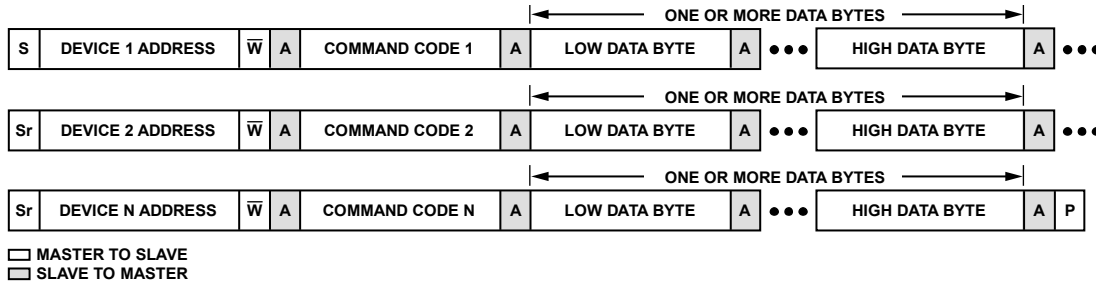 ONE OR MORE DATA BYTES
S DEVICE 1 ADDRESS W̅ A COMMAND CODE 1 A LOW DATA BYTE A ●●● HIGH DATA BYTE A ●●●
ONE OR MORE DATA BYTES
Sr DEVICE 2 ADDRESS W̅ A COMMAND CODE 2 A LOW DATA BYTE A ●●● HIGH DATA BYTE A ●●●
ONE OR MORE DATA BYTES
Sr DEVICE N ADDRESS W̅ A COMMAND CODE N A LOW DATA BYTE A ●●● HIGH DATA BYTE A P
MASTER TO SLAVE
SLAVE TO MASTER